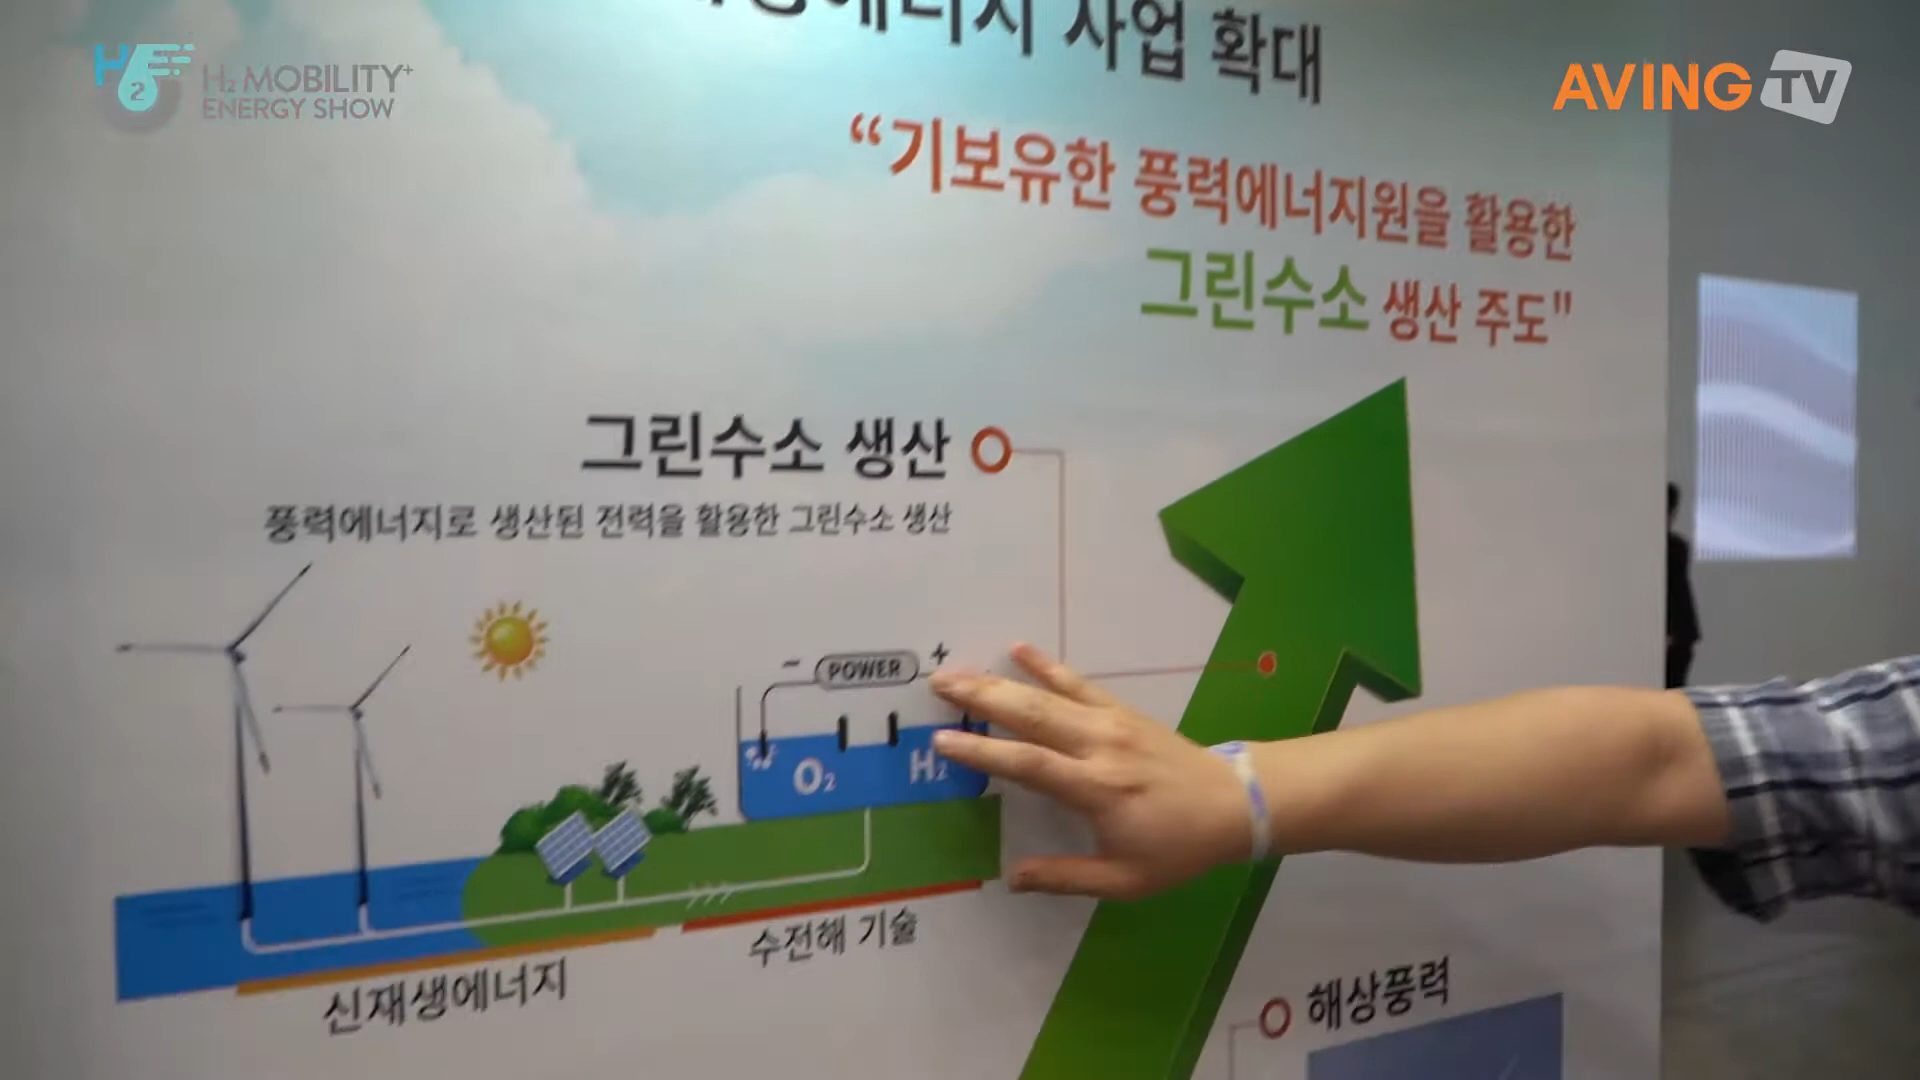 H₂ MOBILITY⁺
ENERGY SHOW
AVING TV
사업 확대
“기보유한 풍력에너지원을 활용한
그린수소 생산 주도"
그린수소 생산
풍력에너지로 생산된 전력을 활용한 그린수소 생산
− POWER +
O₂ H₂
수전해 기술
신재생에너지
해상풍력